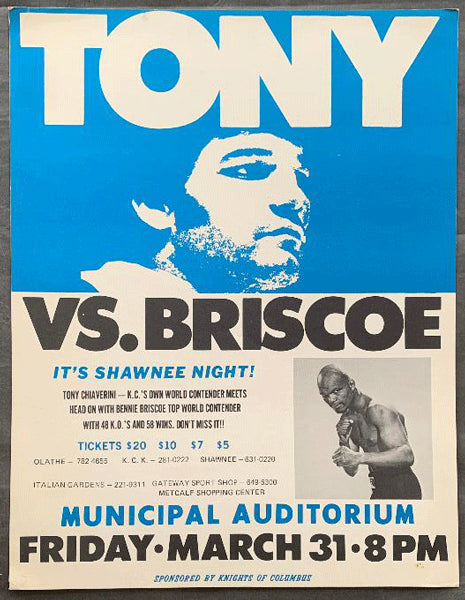 TONY
VS. BRISCOE
IT'S SHAWNEE NIGHT!
TONY CHIAVERINI — K.C.'S OWN WORLD CONTENDER MEETS
HEAD ON WITH BENNIE BRISCOE TOP WORLD CONTENDER
WITH 48 K.O.'S AND 58 WINS. DON'T MISS IT!!
TICKETS $20 $10 $7 $5
OLATHE — 782-4655 K. C. K. — 281-0222 SHAWNEE — 631-0220
ITALIAN GARDENS — 221-9311 GATEWAY SPORT SHOP — 649-5300
METCALF SHOPPING CENTER
MUNICIPAL AUDITORIUM
FRIDAY • MARCH 31 • 8 PM
SPONSORED BY KNIGHTS OF COLUMBUS